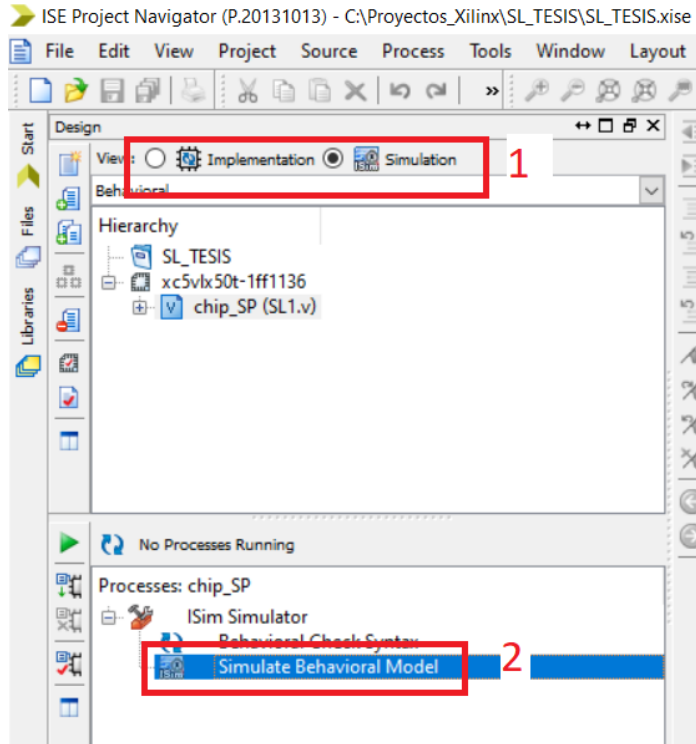 ISE Project Navigator (P.20131013) - C:\Proyectos_Xilinx\SL_TESIS\SL_TESIS.xise
File Edit View Project Source Process Tools Window Layout
»
Start
Files
Libraries
Design
View: Implementation Simulation
1
Behavioral
Hierarchy
SL_TESIS
xc5vlx50t-1ff1136
chip_SP (SL1.v)
No Processes Running
Processes: chip_SP
ISim Simulator
Behavioral Check Syntax
Simulate Behavioral Model
2